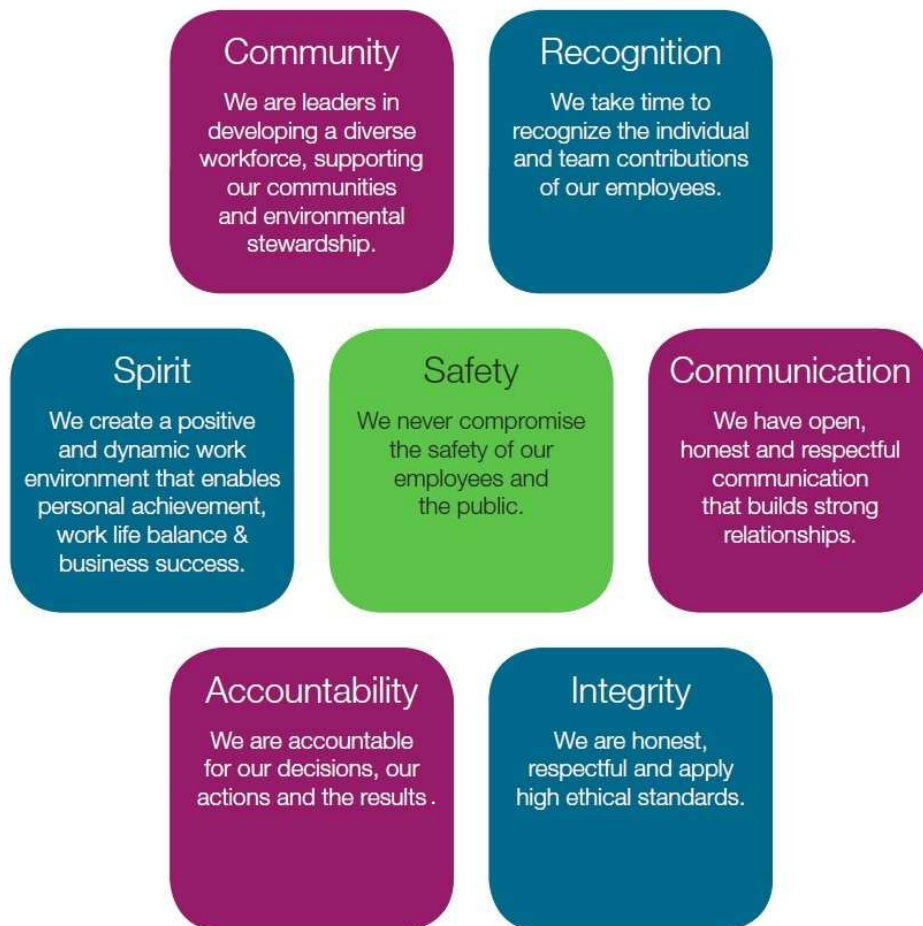 Community
We are leaders in
developing a diverse
workforce, supporting
our communities
and environmental
stewardship.
Recognition
We take time to
recognize the individual
and team contributions
of our employees.
Spirit
We create a positive
and dynamic work
environment that enables
personal achievement,
work life balance &
business success.
Safety
We never compromise
the safety of our
employees and
the public.
Communication
We have open,
honest and respectful
communication
that builds strong
relationships.
Accountability
We are accountable
for our decisions, our
actions and the results.
Integrity
We are honest,
respectful and apply
high ethical standards.